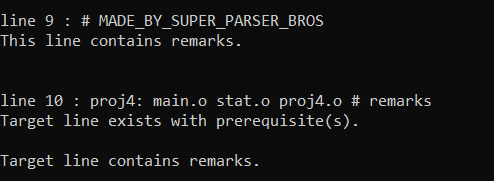 line 9 : # MADE_BY_SUPER_PARSER_BROS
This line contains remarks.
line 10 : proj4: main.o stat.o proj4.o # remarks
Target line exists with prerequisite(s).
Target line contains remarks.